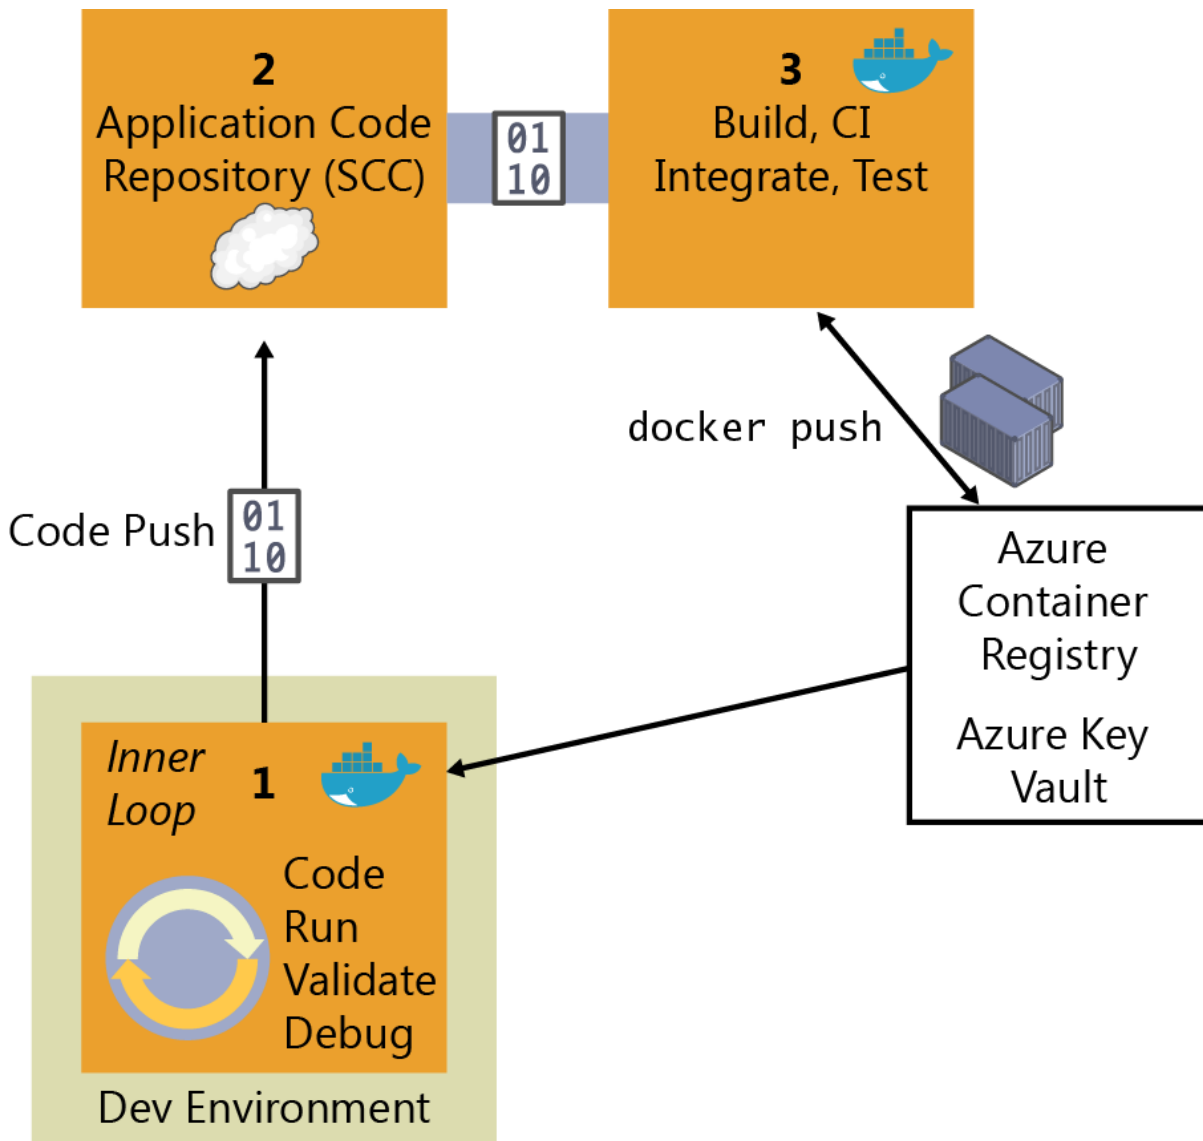 2
Application Code
Repository (SCC)
01
10
3
Build, CI
Integrate, Test
docker push
Code Push
01
10
Azure
Container
Registry
Azure Key
Vault
Inner
Loop
1
Code
Run
Validate
Debug
Dev Environment